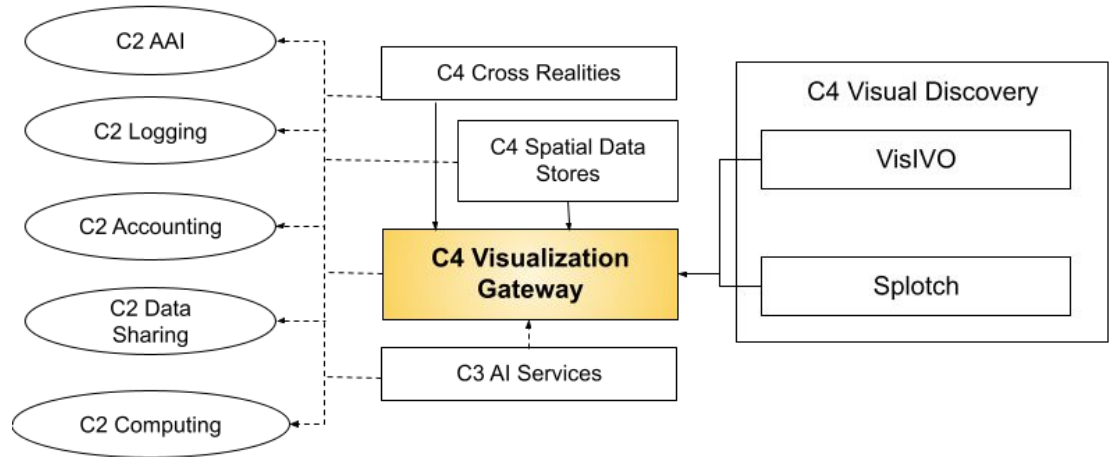 C2 AAI
C2 Logging
C2 Accounting
C2 Data
Sharing
C2 Computing
C4 Cross Realities
C4 Spatial Data
Stores
C4 Visualization
Gateway
C3 AI Services
C4 Visual Discovery
VisIVO
Splotch